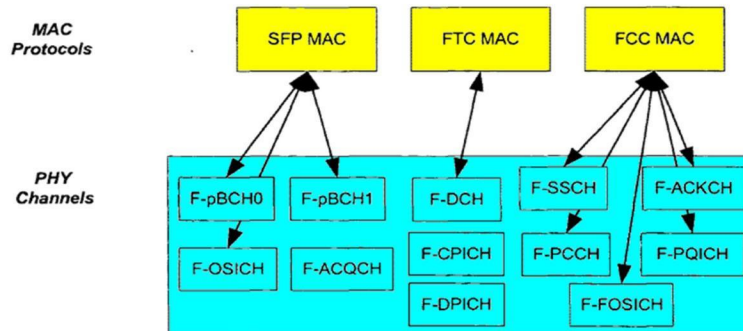 MAC
Protocols
SFP MAC
FTC MAC
FCC MAC
PHY
Channels
F-pBCH0
F-pBCH1
F-DCH
F-SSCH
F-ACKCH
F-OSICH
F-ACQCH
F-CPICH
F-PCCH
F-PQICH
F-DPICH
F-FOSICH